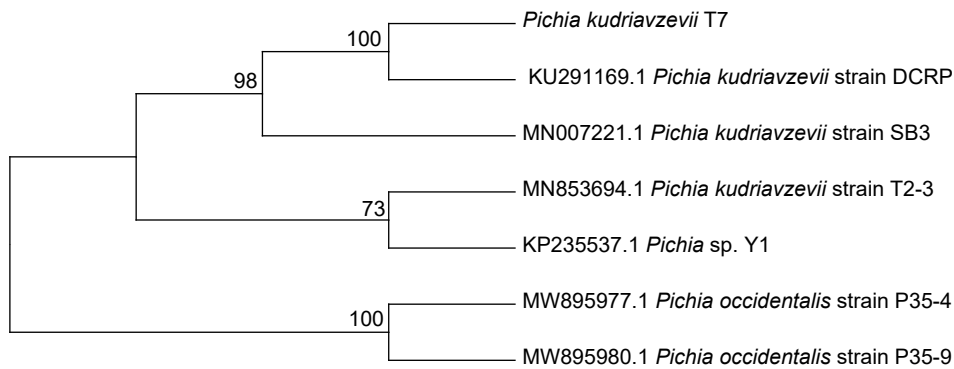 Pichia kudriavzevii T7
100
KU291169.1 Pichia kudriavzevii strain DCRP
98
MN007221.1 Pichia kudriavzevii strain SB3
MN853694.1 Pichia kudriavzevii strain T2-3
73
KP235537.1 Pichia sp. Y1
MW895977.1 Pichia occidentalis strain P35-4
100
MW895980.1 Pichia occidentalis strain P35-9